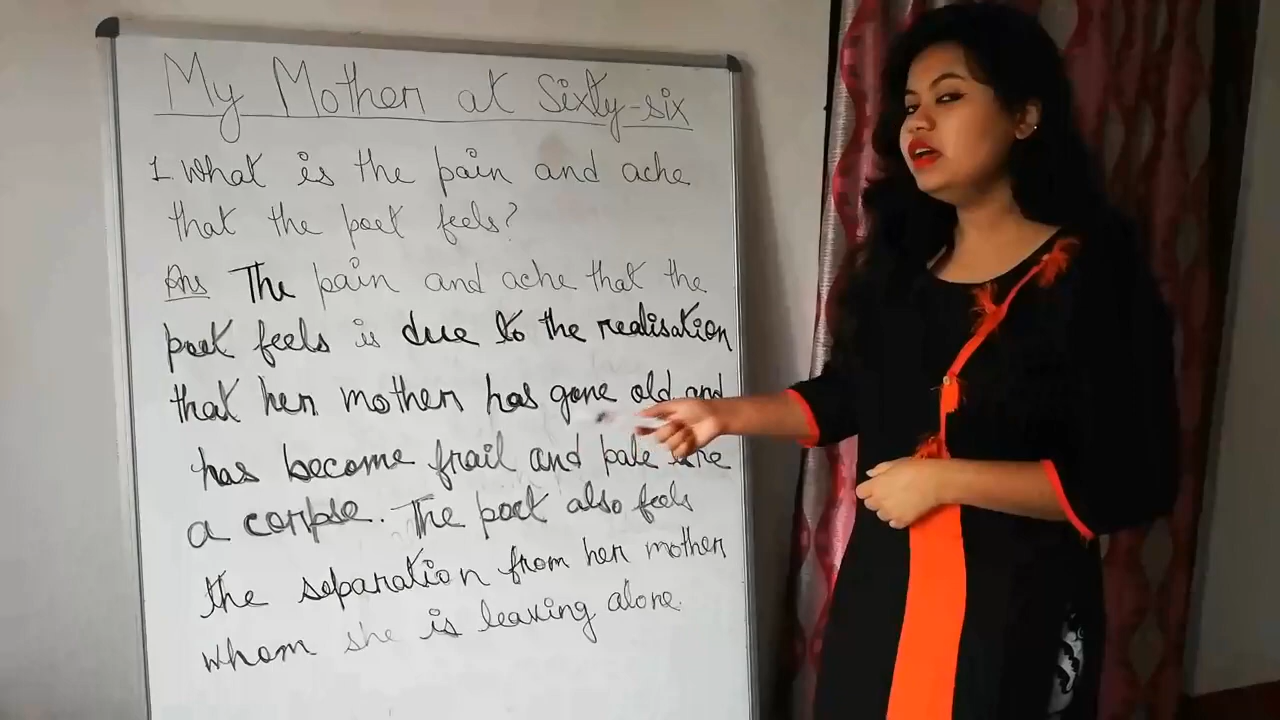 My Mother at Sixty-six
1. What is the pain and ache
that the poet feels?
Ans The pain and ache that the
poet feels is due to the realisation
that her mother has gone old and
has become frail and pale like
a corpse. The poet also feels
the separation from her mother
whom she is leaving alone.